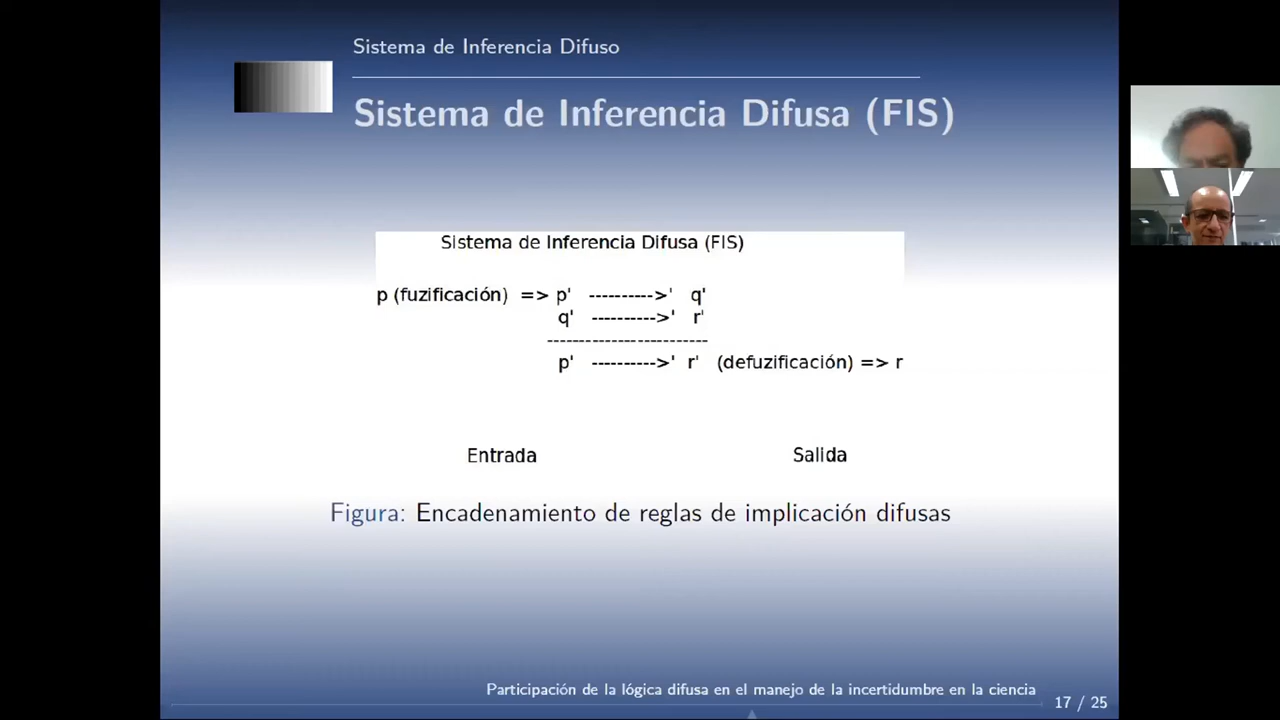 Sistema de Inferencia Difuso
Sistema de Inferencia Difusa (FIS)
Sistema de Inferencia Difusa (FIS)
p (fuzificación) => p' ---------->' q'
q' ---------->' r'
-------------------------
p' ---------->' r' (defuzificación) => r
Entrada Salida
Figura: Encadenamiento de reglas de implicación difusas
Participación de la lógica difusa en el manejo de la incertidumbre en la ciencia
17 / 25